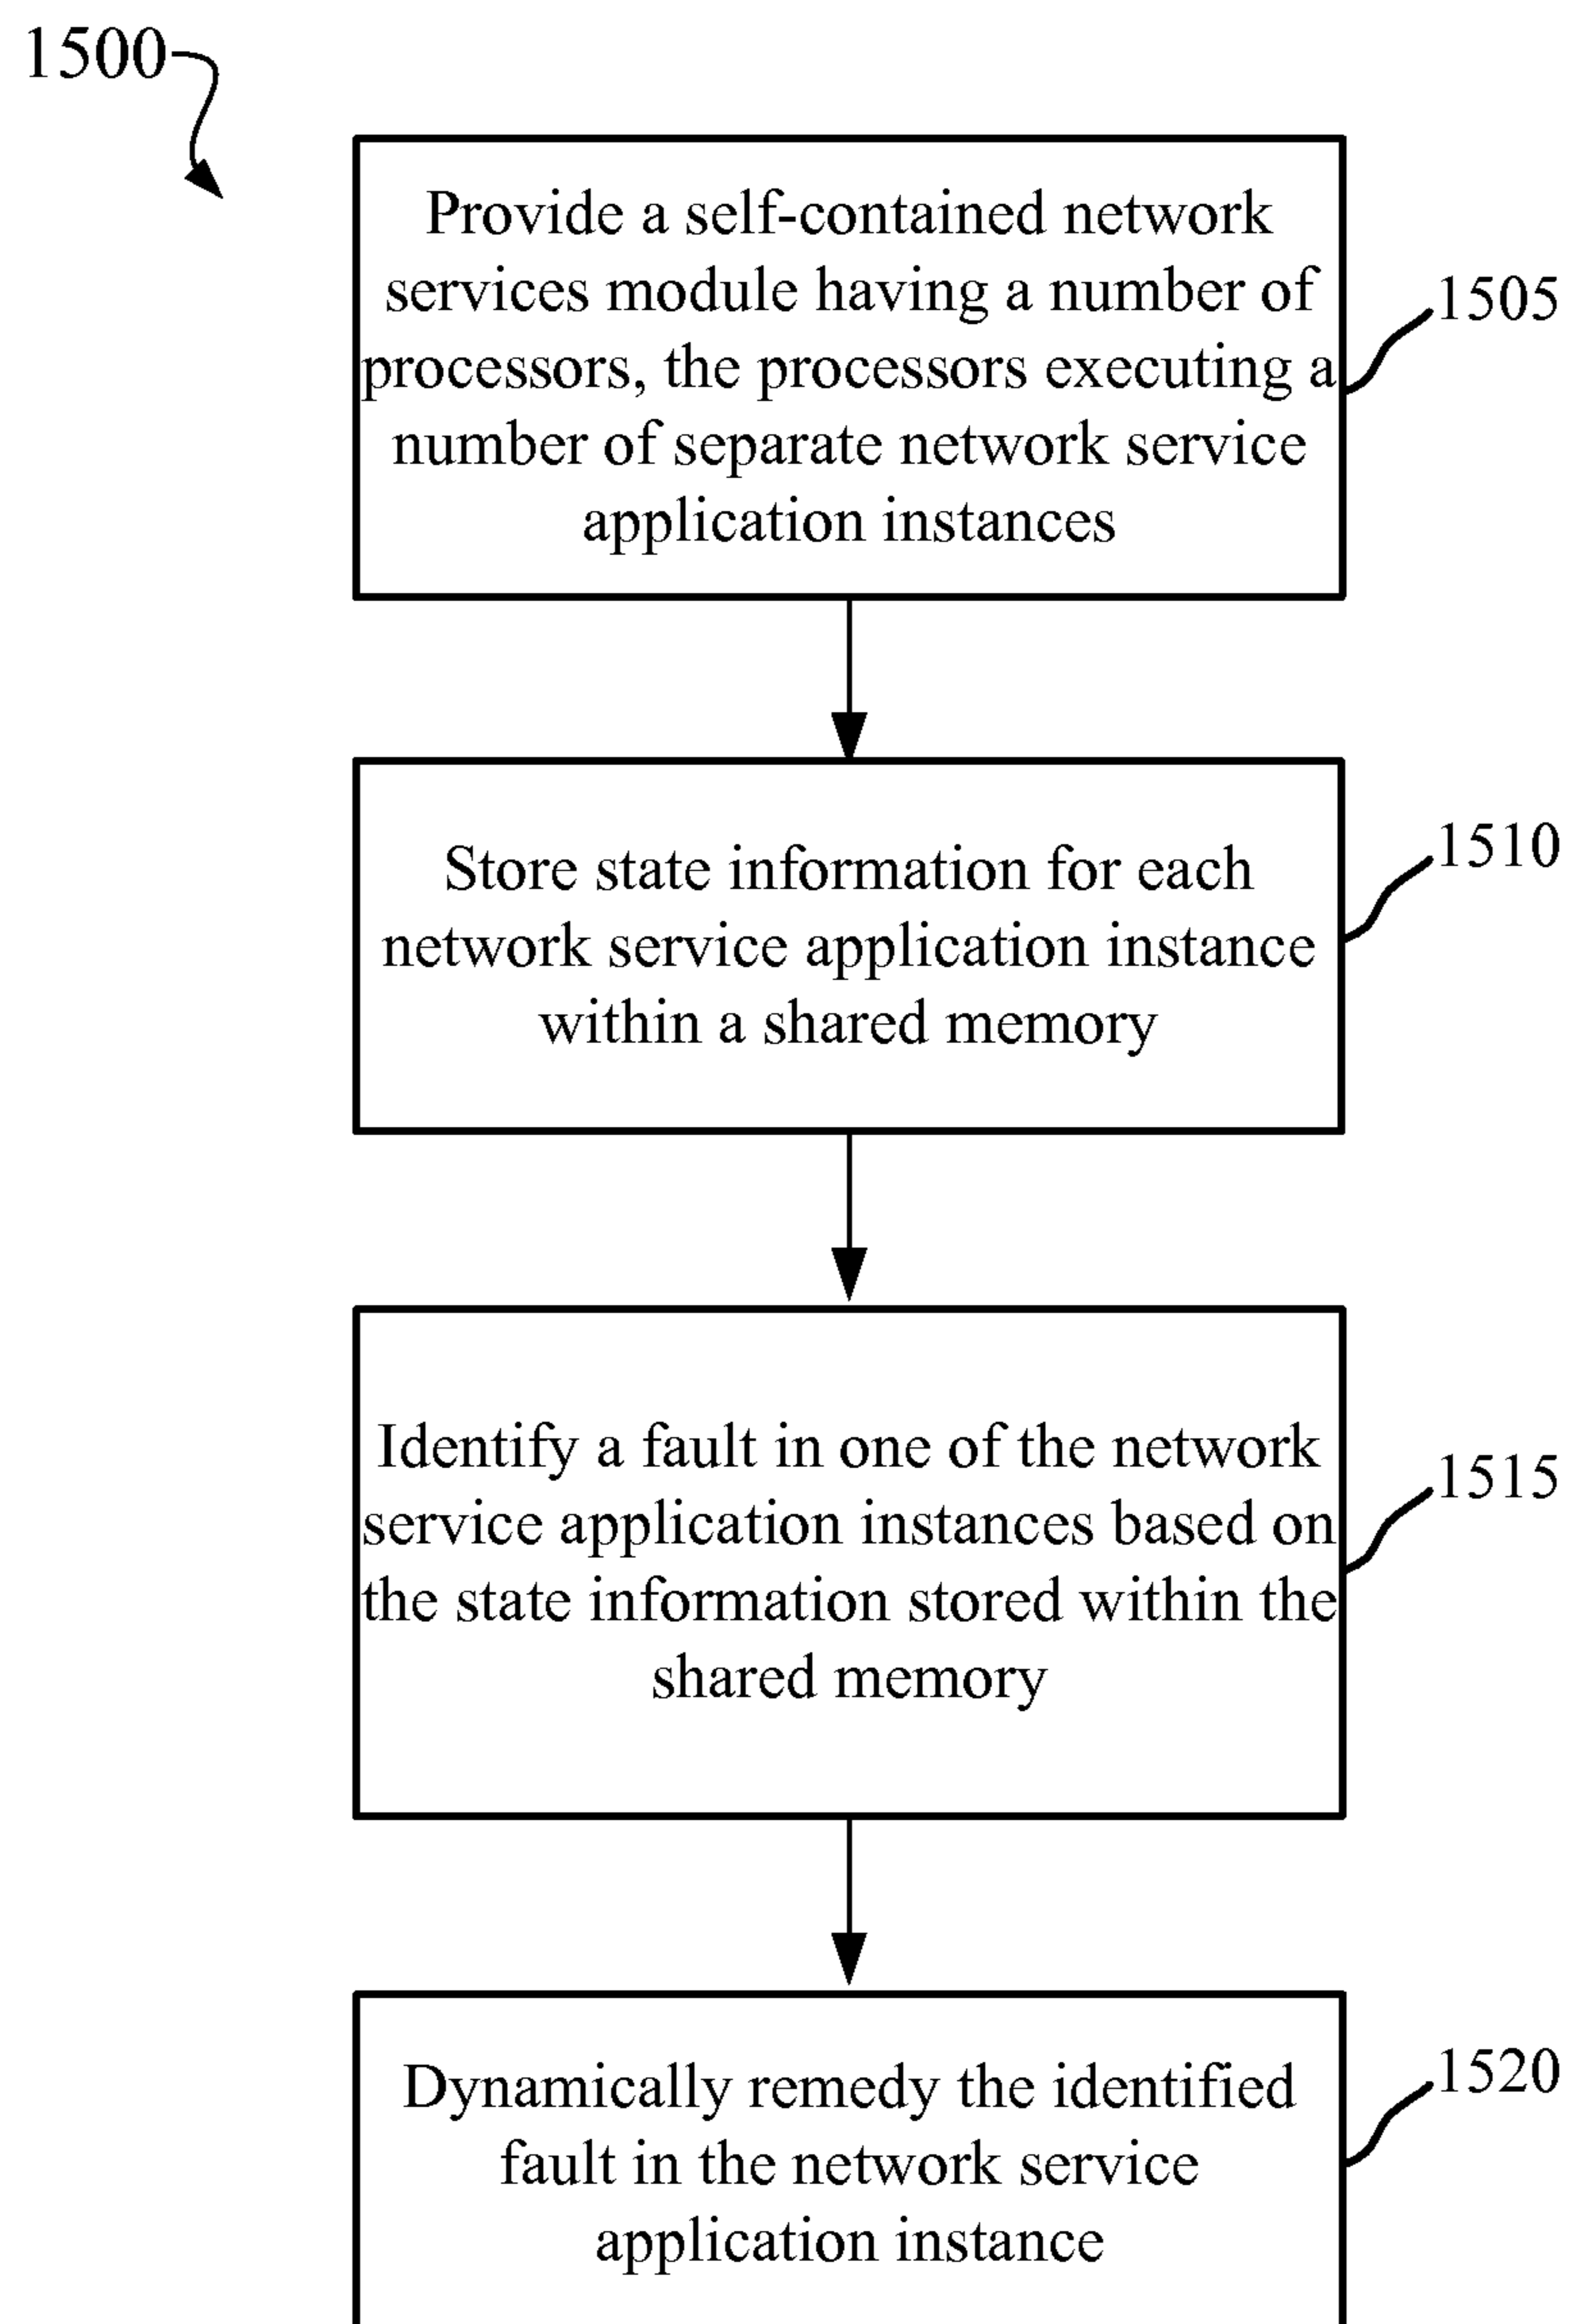 1500
Provide a self-contained network
services module having a number of
processors, the processors executing a
number of separate network service
application instances
1505
Store state information for each
network service application instance
within a shared memory
1510
Identify a fault in one of the network
service application instances based on
the state information stored within the
shared memory
1515
Dynamically remedy the identified
fault in the network service
application instance
1520